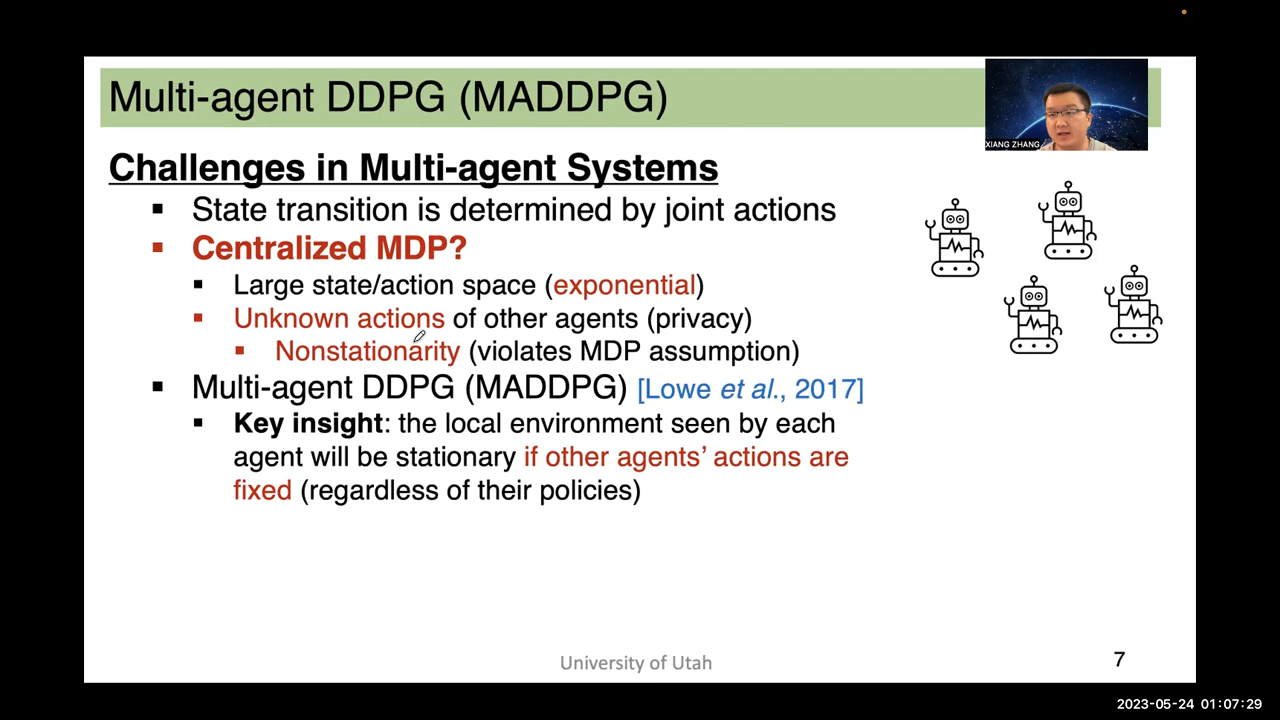 Multi-agent DDPG (MADDPG)
XIANG ZHANG
Challenges in Multi-agent Systems
▪ State transition is determined by joint actions
▪ Centralized MDP?
▪ Large state/action space (exponential)
▪ Unknown actions of other agents (privacy)
▪ Nonstationarity (violates MDP assumption)
▪ Multi-agent DDPG (MADDPG) [Lowe et al., 2017]
▪ Key insight: the local environment seen by each
agent will be stationary if other agents’ actions are
fixed (regardless of their policies)
University of Utah
7
2023-05-24 01:07:29